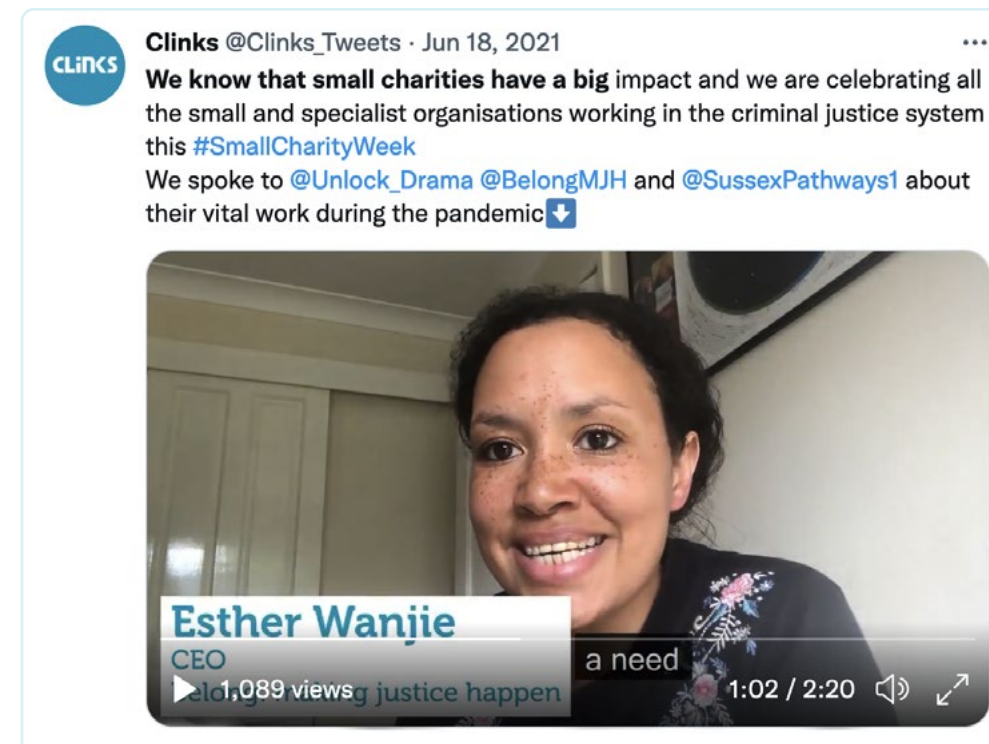 CLiNKS
Clinks @Clinks_Tweets · Jun 18, 2021
We know that small charities have a big impact and we are celebrating all
the small and specialist organisations working in the criminal justice system
this #SmallCharityWeek
We spoke to @Unlock_Drama @BelongMJH and @SussexPathways1 about
their vital work during the pandemic
Esther Wanjie
CEO
a need
Belong: making justice happen
1,089 views
1:02 / 2:20